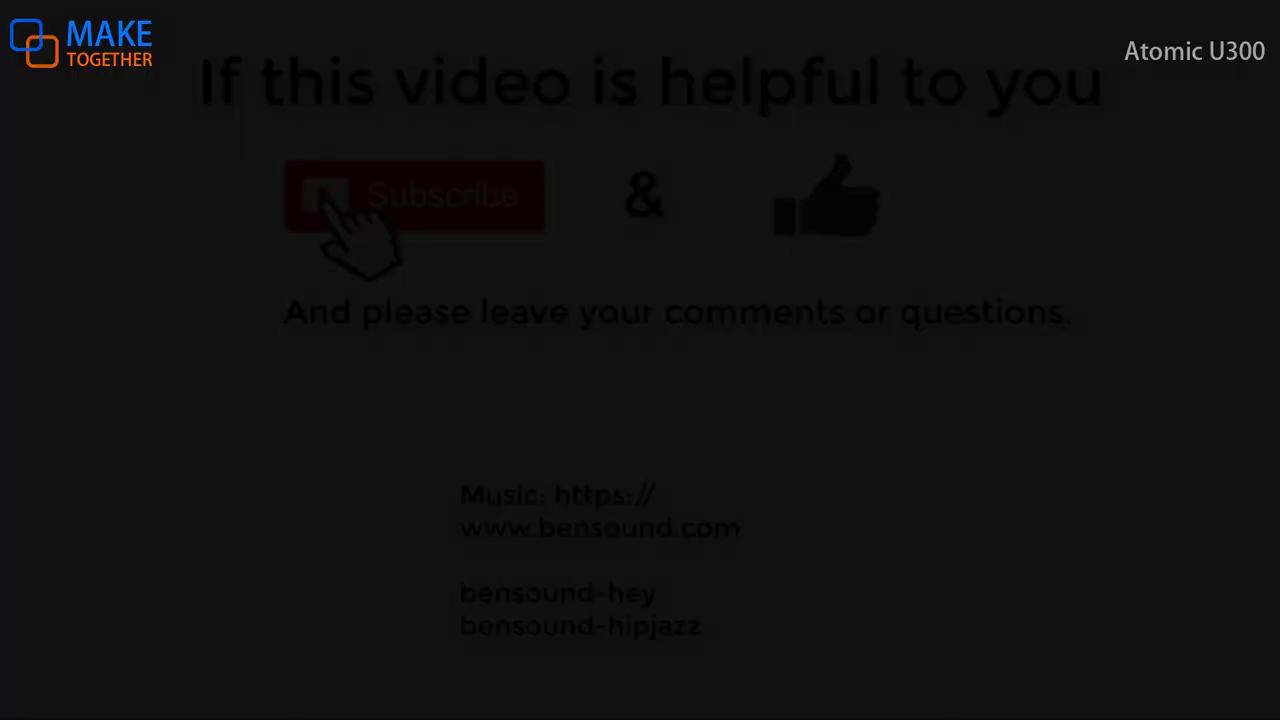 MAKE
TOGETHER
Atomic U300
If this video is helpful to you
Subscribe
&
And please leave your comments or questions.
Music: https://
www.bensound.com
bensound-hey
bensound-hipjazz